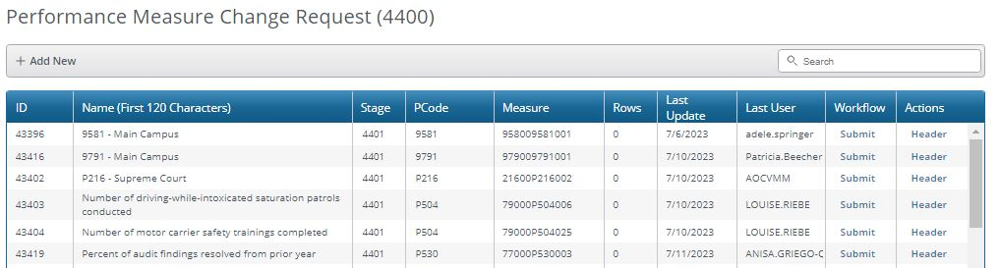 Performance Measure Change Request (4400)
+ Add New
Search
ID Name (First 120 Characters) Stage PCode Measure Rows Last Update Last User Workflow Actions
43396 9581 - Main Campus 4401 9581 958009581001 0 7/6/2023 adele.springer Submit Header
43416 9791 - Main Campus 4401 9791 979009791001 0 7/10/2023 Patricia.Beecher Submit Header
43402 P216 - Supreme Court 4401 P216 21600P216002 0 7/10/2023 AOCVMM Submit Header
43403 Number of driving-while-intoxicated saturation patrols conducted 4401 P504 79000P504006 0 7/10/2023 LOUISE.RIEBE Submit Header
43404 Number of motor carrier safety trainings completed 4401 P504 79000P504025 0 7/10/2023 LOUISE.RIEBE Submit Header
43419 Percent of audit findings resolved from prior year 4401 P530 77000P530003 0 7/11/2023 ANISA.GRIEGO-C Submit Header